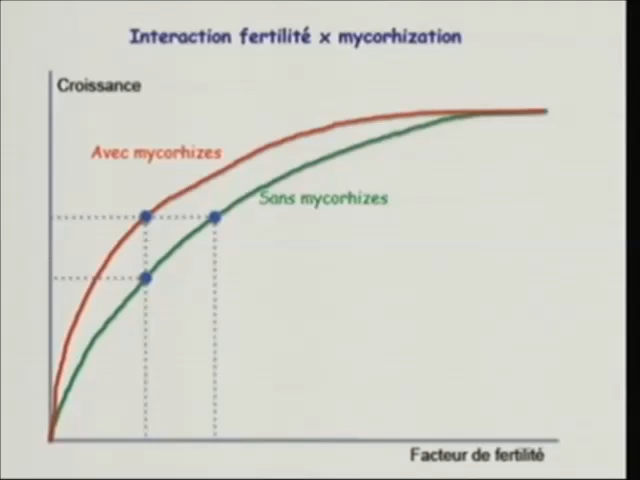 Interaction fertilité x mycorhization
Croissance
Avec mycorhizes
Sans mycorhizes
Facteur de fertilité